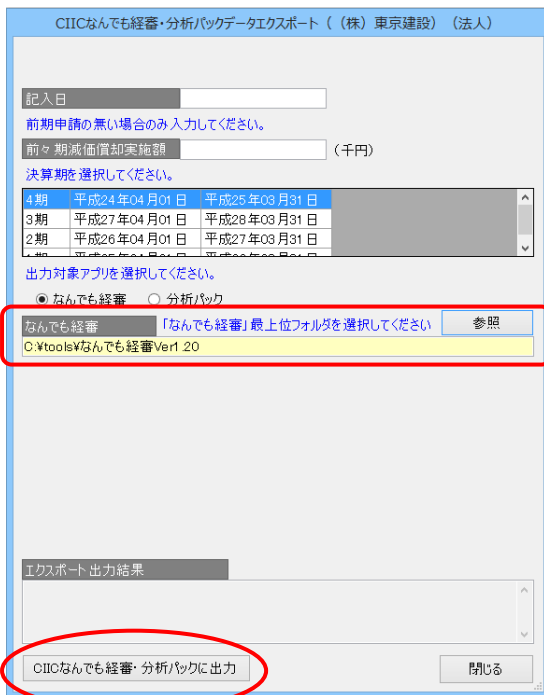 CIICなんでも経審・分析パックデータエクスポート（（株）東京建設）（法人）
記入日
前期申請の無い場合のみ入力してください。
前々期減価償却実施額 （千円）
決算期を選択してください。
4期 平成24年04月01日 平成25年03月31日
3期 平成27年04月01日 平成28年03月31日
2期 平成26年04月01日 平成27年03月31日
出力対象アプリを選択してください。
なんでも経審 分析パック
なんでも経審 「なんでも経審」最上位フォルダを選択してください 参照
C:¥tools¥なんでも経審Ver1.20
エクスポート出力結果
CIICなんでも経審・分析パックに出力 閉じる